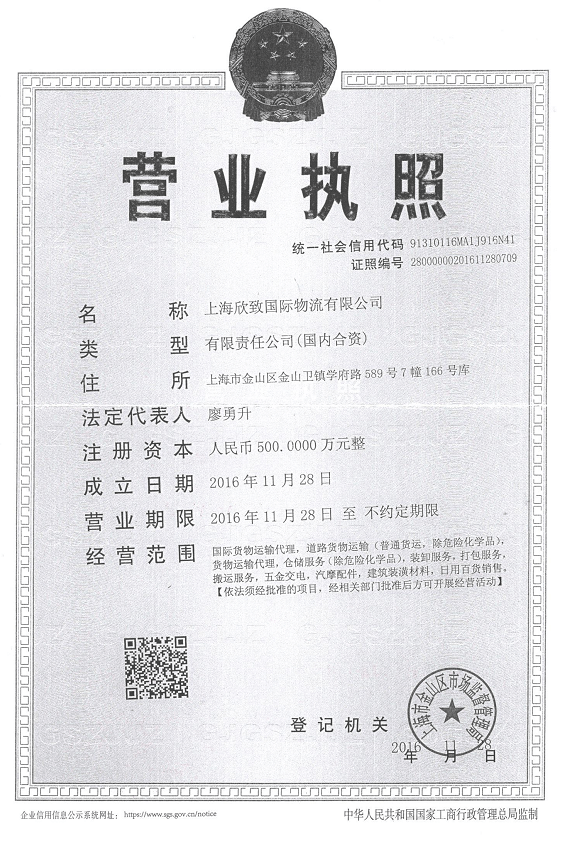 营业执照
统一社会信用代码 91310116MA1J916N41
证照编号 28000000201611280709
名称 上海欣致国际物流有限公司
类型 有限责任公司(国内合资)
住所 上海市金山区金山卫镇学府路589号7幢166号库
法定代表人 廖勇升
注册资本 人民币500.0000万元整
成立日期 2016年11月28日
营业期限 2016年11月28日 至 不约定期限
经营范围 国际货物运输代理，道路货物运输（普通货运，除危险化学品），
货物运输代理，仓储服务（除危险化学品），装卸服务，打包服务，
搬运服务，五金交电，汽摩配件，建筑装潢材料，日用百货销售，
【依法须经批准的项目，经相关部门批准后方可开展经营活动】
登记机关
上海市金山区市场监督管理局
2016年11月28日
企业信用信息公示系统网址： https://www.sgs.gov.cn/notice
中华人民共和国国家工商行政管理总局监制